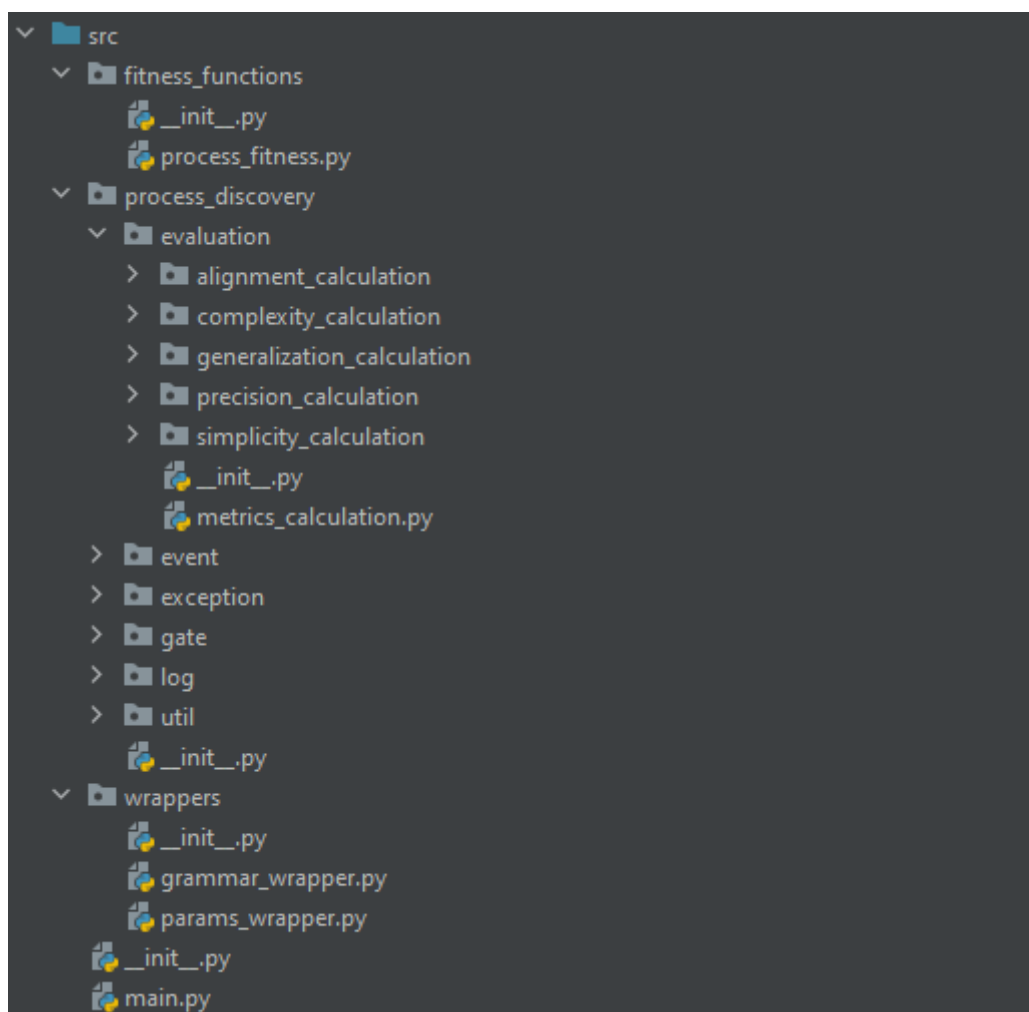 src
fitness_functions
__init__.py
process_fitness.py
process_discovery
evaluation
alignment_calculation
complexity_calculation
generalization_calculation
precision_calculation
simplicity_calculation
__init__.py
metrics_calculation.py
event
exception
gate
log
util
__init__.py
wrappers
__init__.py
grammar_wrapper.py
params_wrapper.py
__init__.py
main.py